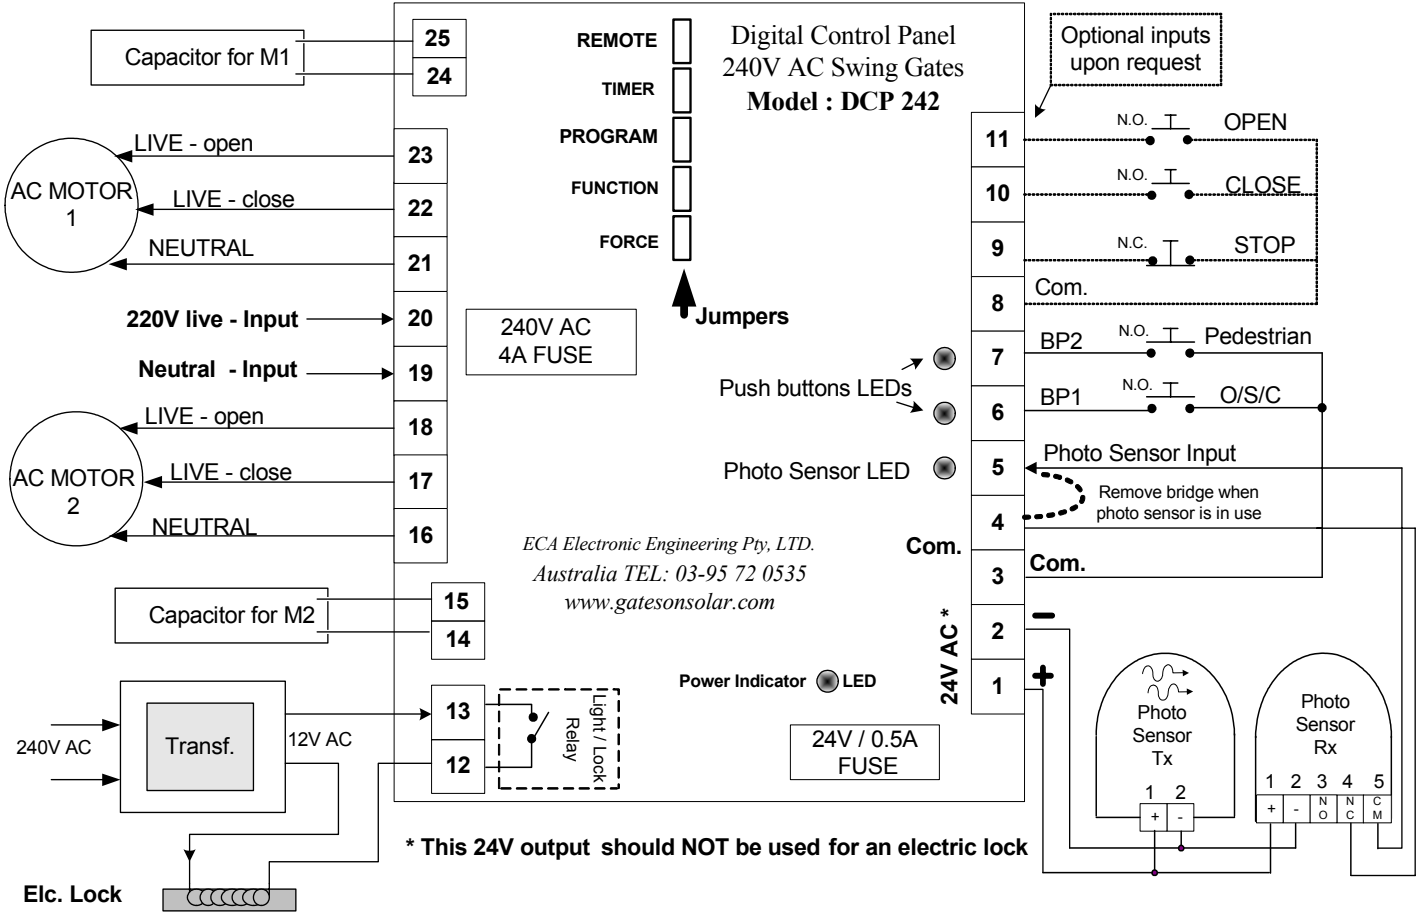 Digital Control Panel
240V AC Swing Gates
Model : DCP 242
Capacitor for M1
25
24
AC MOTOR
1
LIVE - open
LIVE - close
NEUTRAL
23
22
21
220V live - Input
20
Neutral - Input
19
AC MOTOR
2
LIVE - open
LIVE - close
NEUTRAL
18
17
16
Capacitor for M2
15
14
240V AC
Transf.
12V AC
13
12
Light / Lock
Relay
Elc. Lock
REMOTE
TIMER
PROGRAM
FUNCTION
FORCE
Jumpers
240V AC
4A FUSE
Push buttons LEDs
Photo Sensor LED
ECA Electronic Engineering Pty, LTD.
Australia TEL: 03-95 72 0535
www.gatesonsolar.com
Power Indicator LED
24V / 0.5A
FUSE
* This 24V output should NOT be used for an electric lock
Optional inputs
upon request
11
N.O.
OPEN
10
N.O.
CLOSE
9
N.C.
STOP
8
Com.
7
BP2
N.O.
Pedestrian
6
BP1
N.O.
O/S/C
5
Photo Sensor Input
Remove bridge when
photo sensor is in use
4
Com.
3
Com.
24V AC *
2
–
1
+
Photo
Sensor
Tx
1 2
+ -
Photo
Sensor
Rx
1 2 3 4 5
+ - NO NC CM